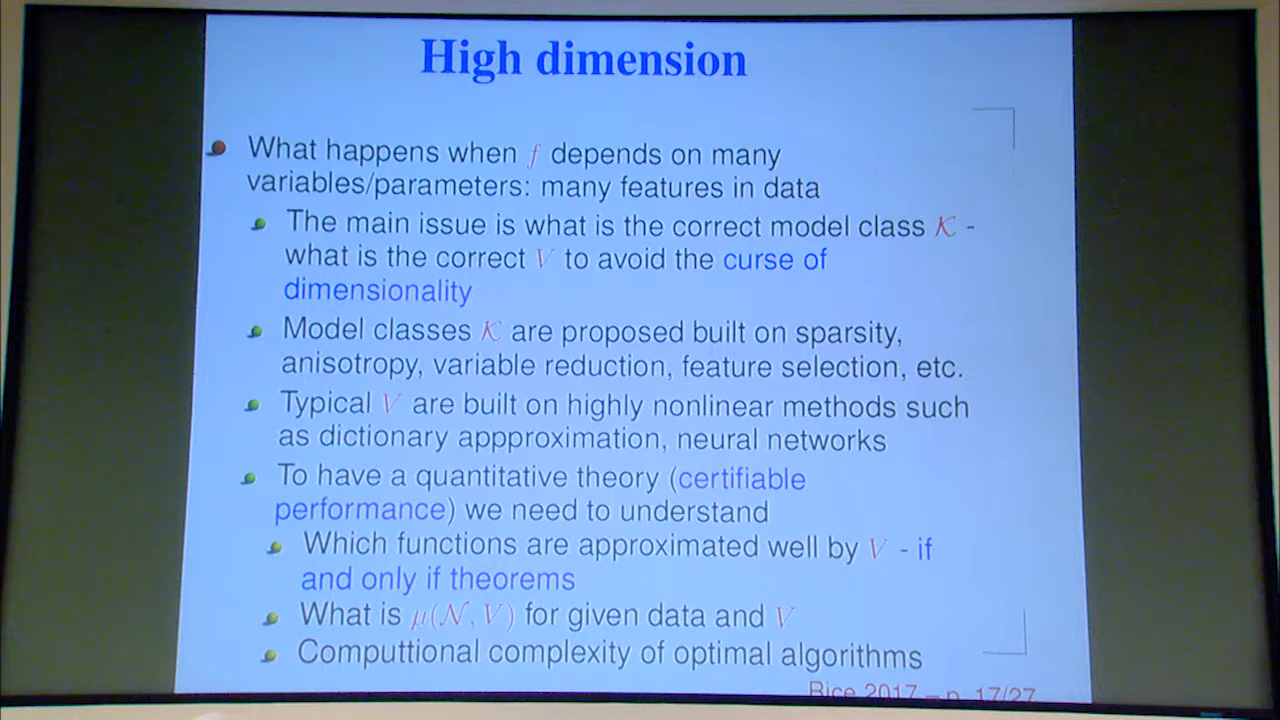 High dimension
What happens when f depends on many
variables/parameters: many features in data
The main issue is what is the correct model class 𝒦 -
what is the correct V to avoid the curse of
dimensionality
Model classes 𝒦 are proposed built on sparsity,
anisotropy, variable reduction, feature selection, etc.
Typical V are built on highly nonlinear methods such
as dictionary appproximation, neural networks
To have a quantitative theory (certifiable
performance) we need to understand
Which functions are approximated well by V - if
and only if theorems
What is μ(𝒩, V) for given data and V
Computtional complexity of optimal algorithms
Rice 2017 – p. 17/27